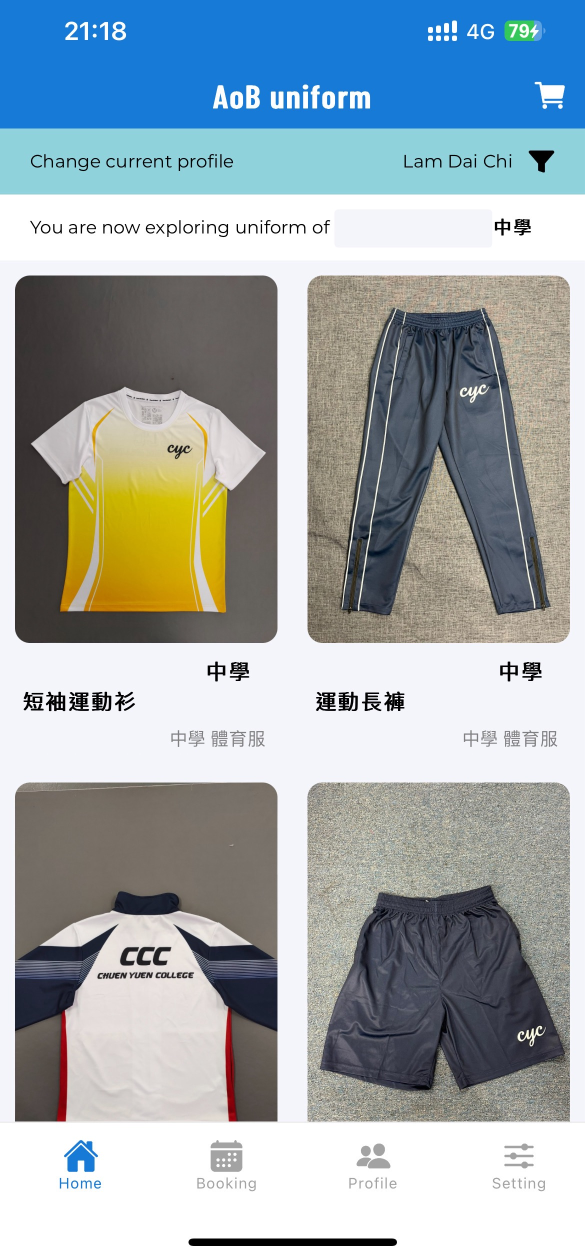 21:18
4G
79
AoB uniform
Change current profile
Lam Dai Chi
You are now exploring uniform of 中學
cyc
cyc
中學
短袖運動衫
中學 體育服
中學
運動長褲
中學 體育服
CCC
CHUEN YUEN COLLEGE
cyc
Home
Booking
Profile
Setting